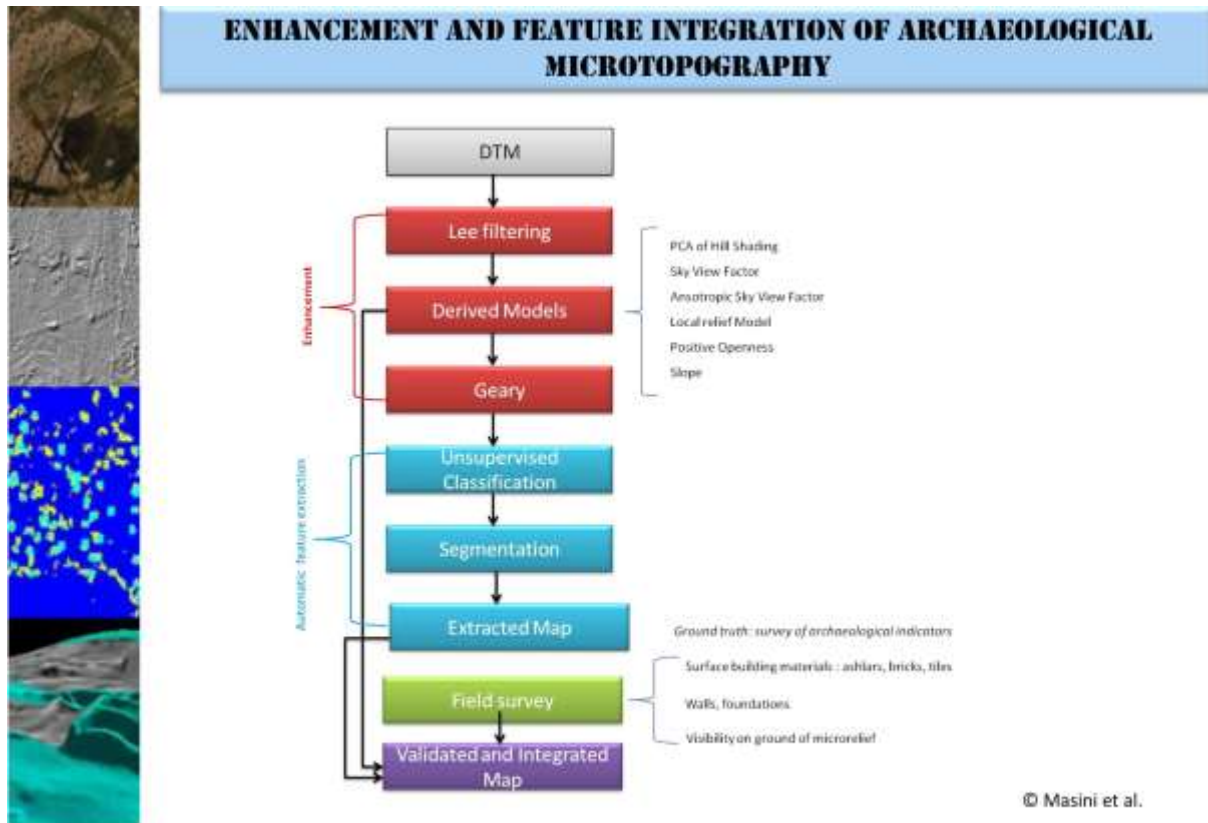 ENHANCEMENT AND FEATURE INTEGRATION OF ARCHAEOLOGICAL
MICROTOPOGRAPHY
DTM
Lee filtering
Derived Models
Geary
Enhancement
PCA of Hill Shading
Sky View Factor
Ansotropic Sky View Factor
Local relief Model
Positive Openness
Slope
Unsupervised
Classification
Segmentation
Extracted Map
Automatic feature extraction
Ground truth: survey of archaeological indicators
Surface building materials : ashlars, bricks, tiles
Walls, foundations
Visibility on ground of microrelief
Field survey
Validated and Integrated
Map
© Masini et al.